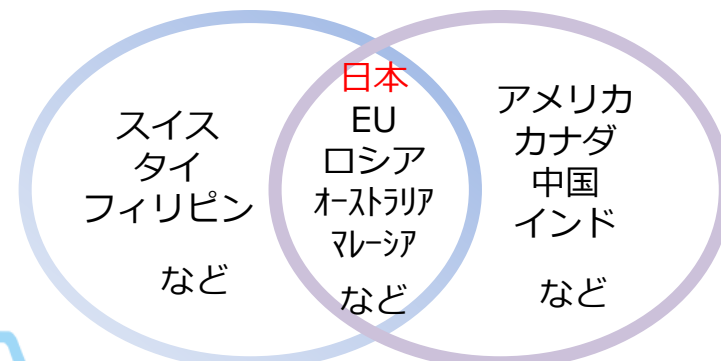 スイス
タイ
フィリピン
など
日本
EU
ロシア
ｵｰｽﾄﾗﾘｱ
ﾏﾚｰｼｱ
など
アメリカ
カナダ
中国
インド
など